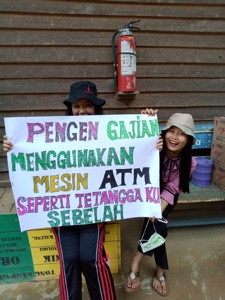 PENGEN GAJIAN
MENGGUNAKAN
MESIN ATM
SEPERTI TETANGGA KU
SEBELAH